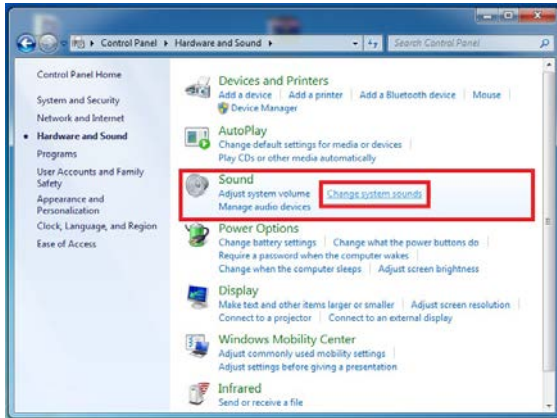 Control Panel Hardware and Sound
Search Control Panel
Control Panel Home
System and Security
Network and Internet
Hardware and Sound
Programs
User Accounts and Family
Safety
Appearance and
Personalization
Clock, Language, and Region
Ease of Access
Devices and Printers
Add a device Add a printer Add a Bluetooth device Mouse
Device Manager
AutoPlay
Change default settings for media or devices
Play CDs or other media automatically
Sound
Adjust system volume Change system sounds
Manage audio devices
Power Options
Change battery settings Change what the power buttons do
Require a password when the computer wakes
Change when the computer sleeps Adjust screen brightness
Display
Make text and other items larger or smaller Adjust screen resolution
Connect to a projector Connect to an external display
Windows Mobility Center
Adjust commonly used mobility settings
Adjust settings before giving a presentation
Infrared
Send or receive a file